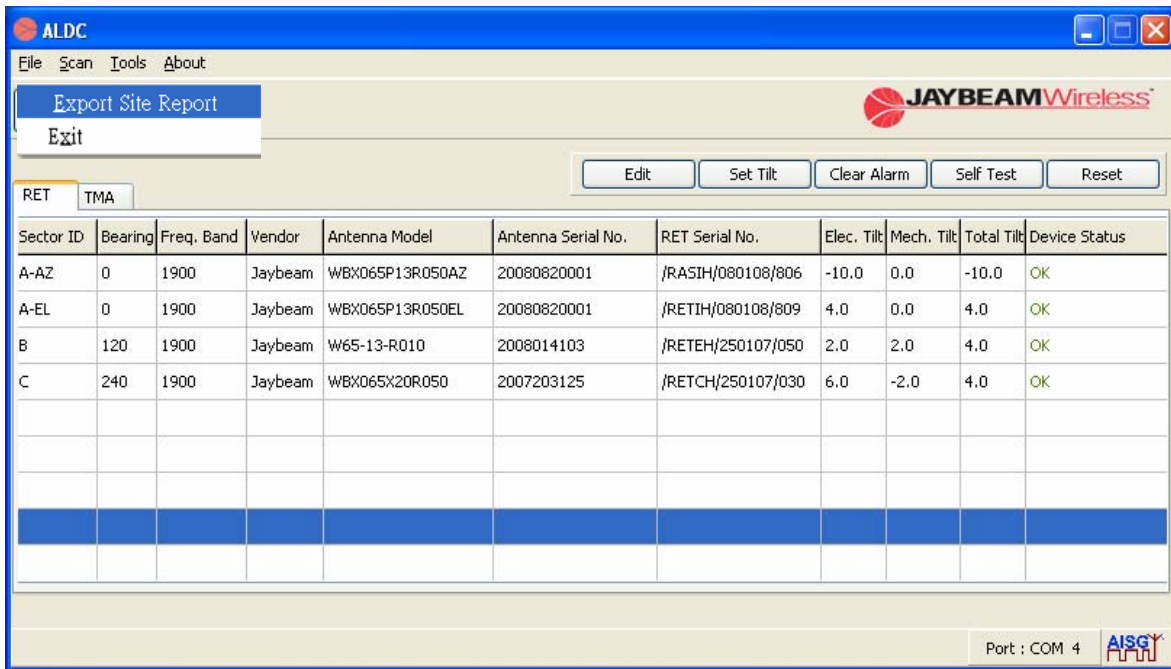 ALDC
File Scan Tools About
Export Site Report
Exit
JAYBEAM Wireless
Edit Set Tilt Clear Alarm Self Test Reset
RET TMA
Sector ID Bearing Freq. Band Vendor Antenna Model Antenna Serial No. RET Serial No. Elec. Tilt Mech. Tilt Total Tilt Device Status
A-AZ 0 1900 Jaybeam WBX065P13R050AZ 20080820001 /RASIH/080108/806 -10.0 0.0 -10.0 OK
A-EL 0 1900 Jaybeam WBX065P13R050EL 20080820001 /RETIH/080108/809 4.0 0.0 4.0 OK
B 120 1900 Jaybeam W65-13-R010 2008014103 /RETEH/250107/050 2.0 2.0 4.0 OK
C 240 1900 Jaybeam WBX065X20R050 2007203125 /RETCH/250107/030 6.0 -2.0 4.0 OK
Port : COM 4 AISG